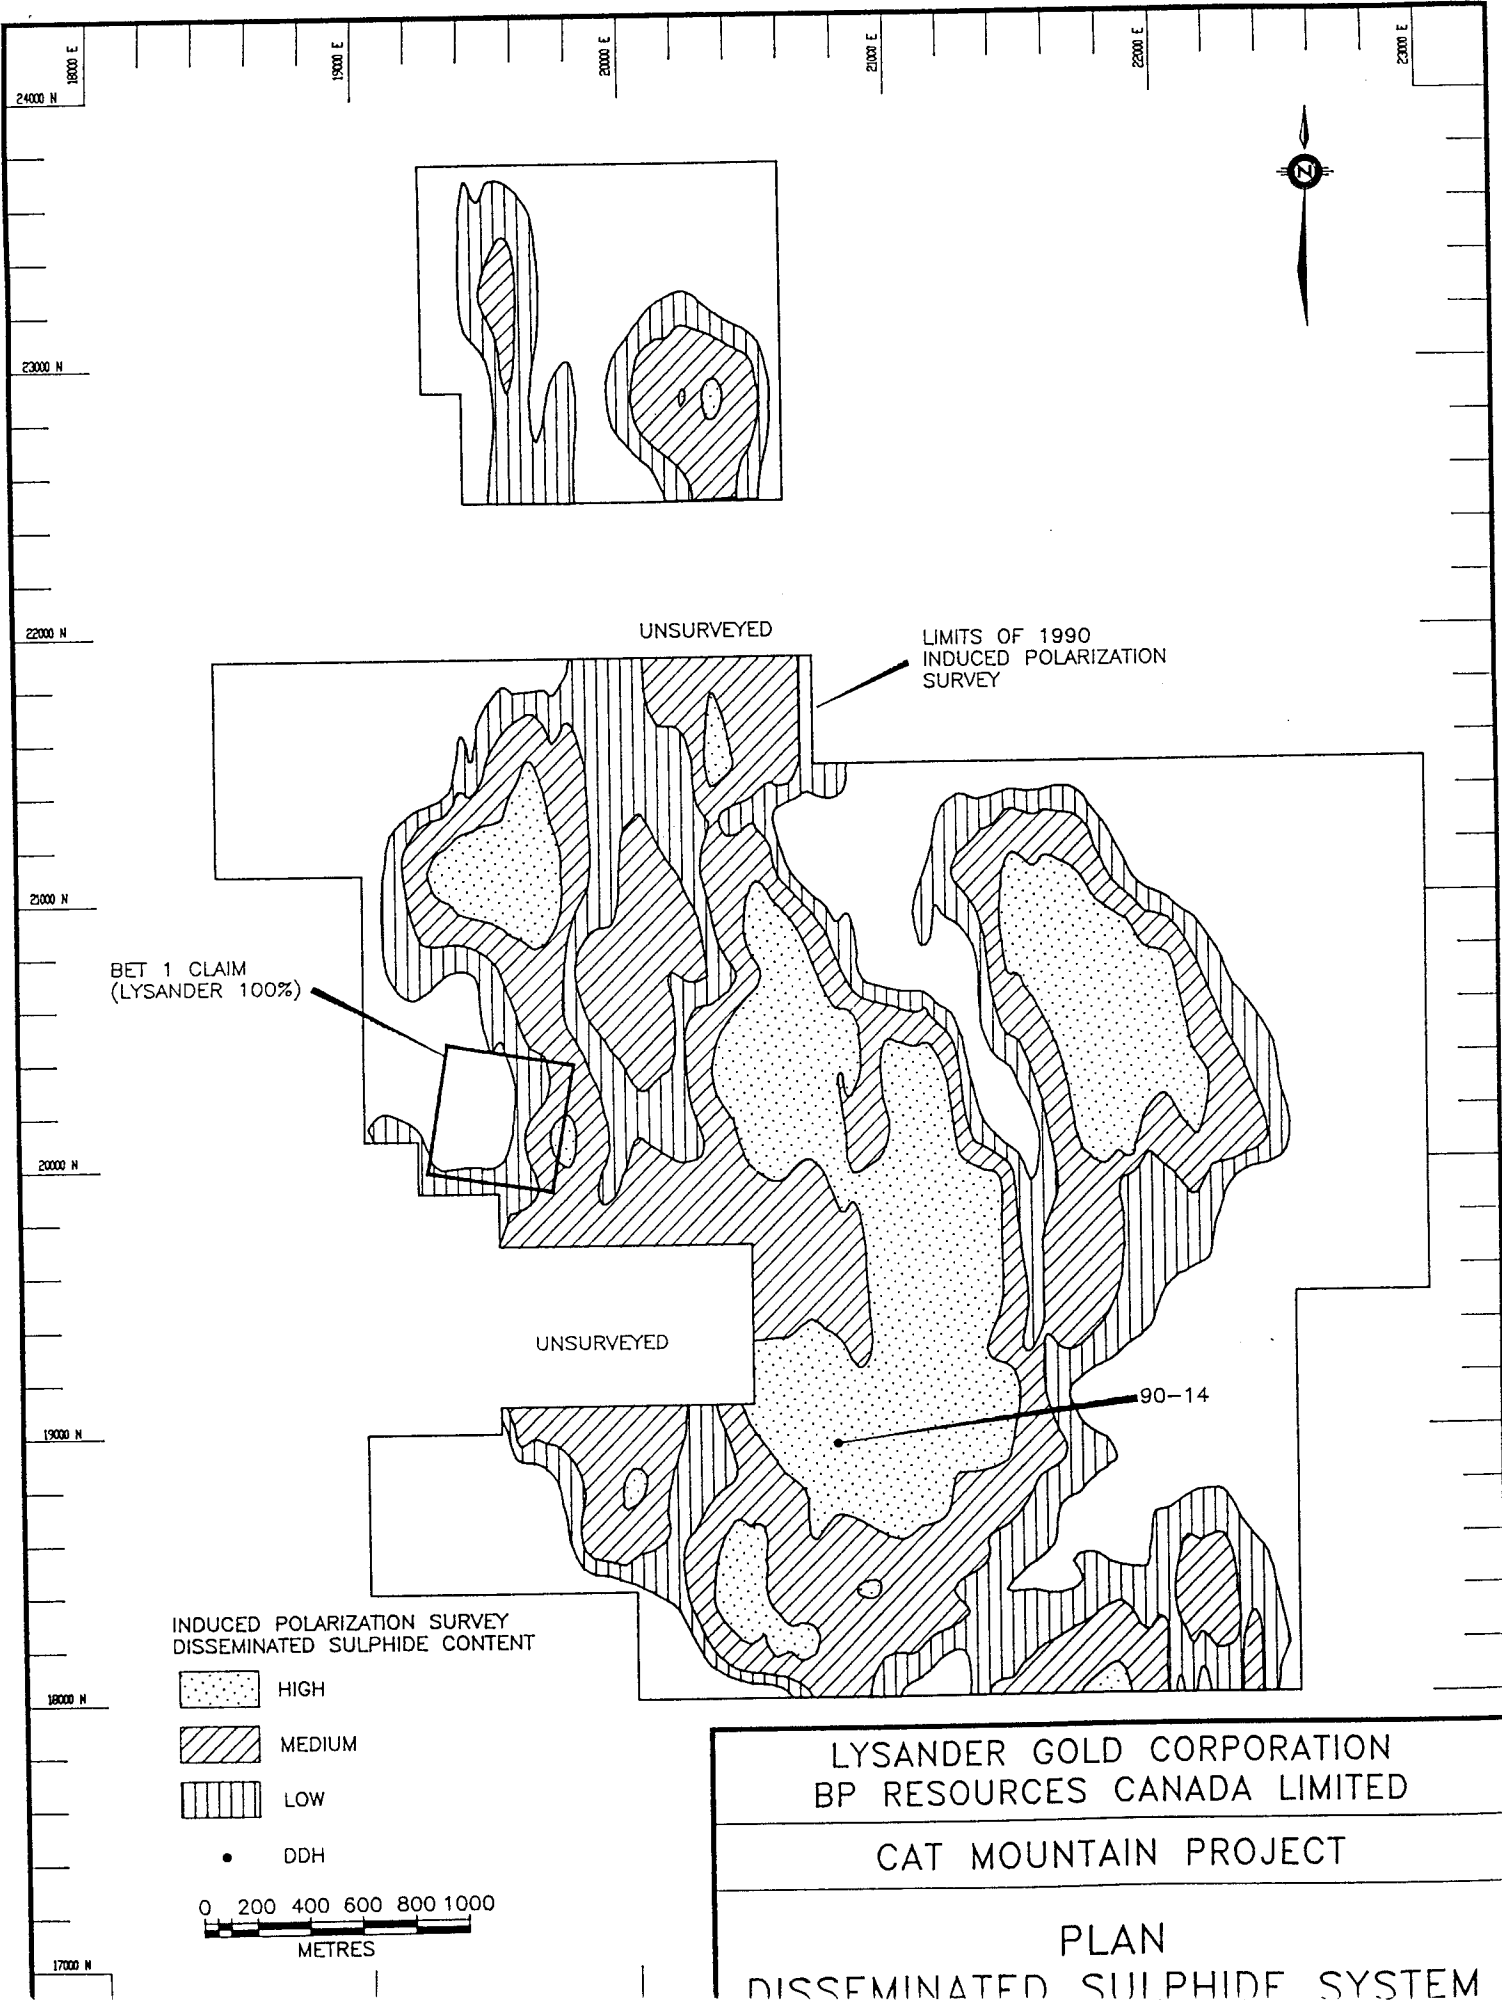 18000 E
19000 E
20000 E
21000 E
22000 E
23000 E
24000 N
N
23000 N
22000 N
UNSURVEYED
LIMITS OF 1990
INDUCED POLARIZATION
SURVEY
21000 N
BET 1 CLAIM
(LYSANDER 100%)
20000 N
UNSURVEYED
90-14
19000 N
INDUCED POLARIZATION SURVEY
DISSEMINATED SULPHIDE CONTENT
HIGH
18000 N
MEDIUM
LOW
DDH
0 200 400 600 800 1000
METRES
17000 N
LYSANDER GOLD CORPORATION
BP RESOURCES CANADA LIMITED
CAT MOUNTAIN PROJECT
PLAN
DISSEMINATED SULPHIDE SYSTEM